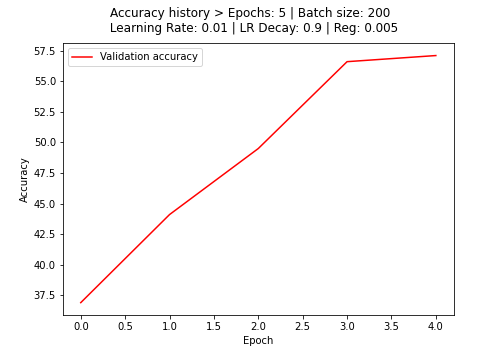 Accuracy history > Epochs: 5 | Batch size: 200
Learning Rate: 0.01 | LR Decay: 0.9 | Reg: 0.005
Validation accuracy
57.5
55.0
52.5
50.0
47.5
45.0
42.5
40.0
37.5
Accuracy
0.0 0.5 1.0 1.5 2.0 2.5 3.0 3.5 4.0
Epoch